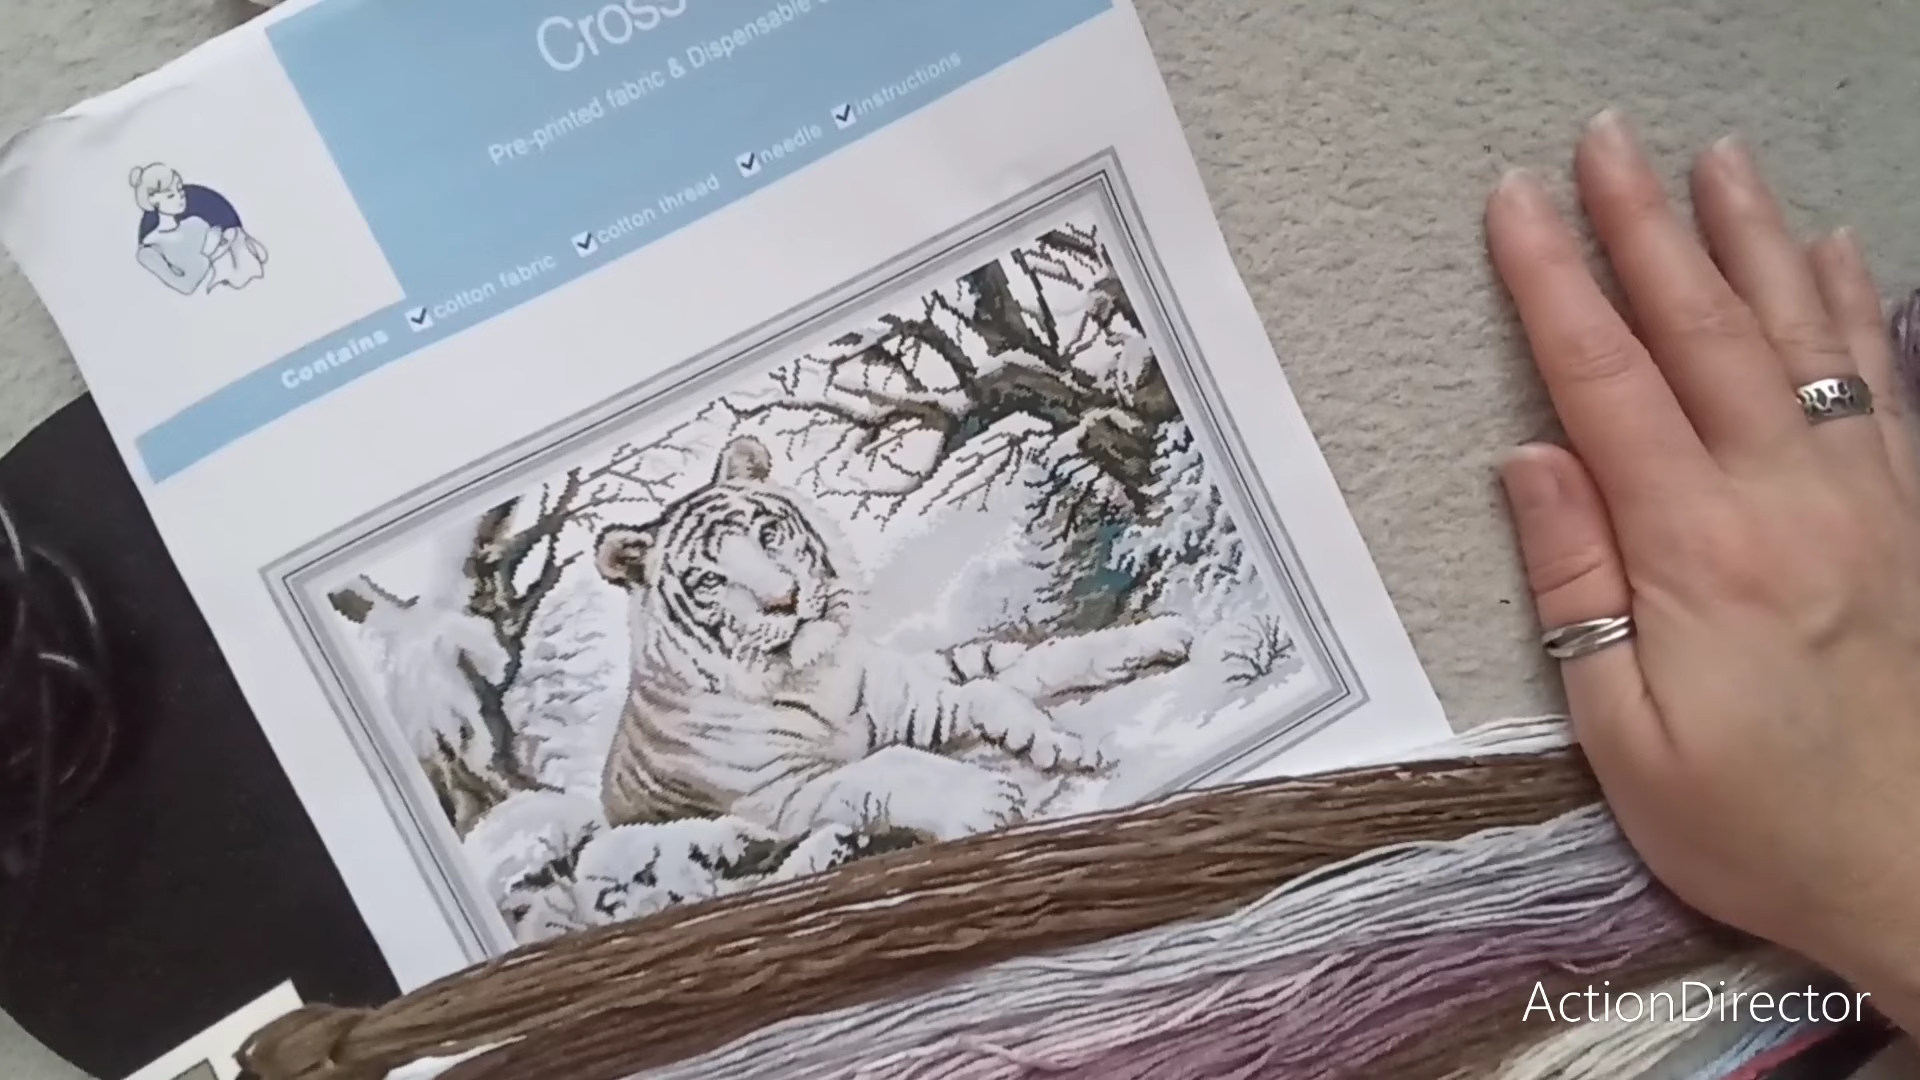 Cross
Pre-printed fabric & Dispensable
Contains cotton fabric cotton thread needle instructions
ActionDirector